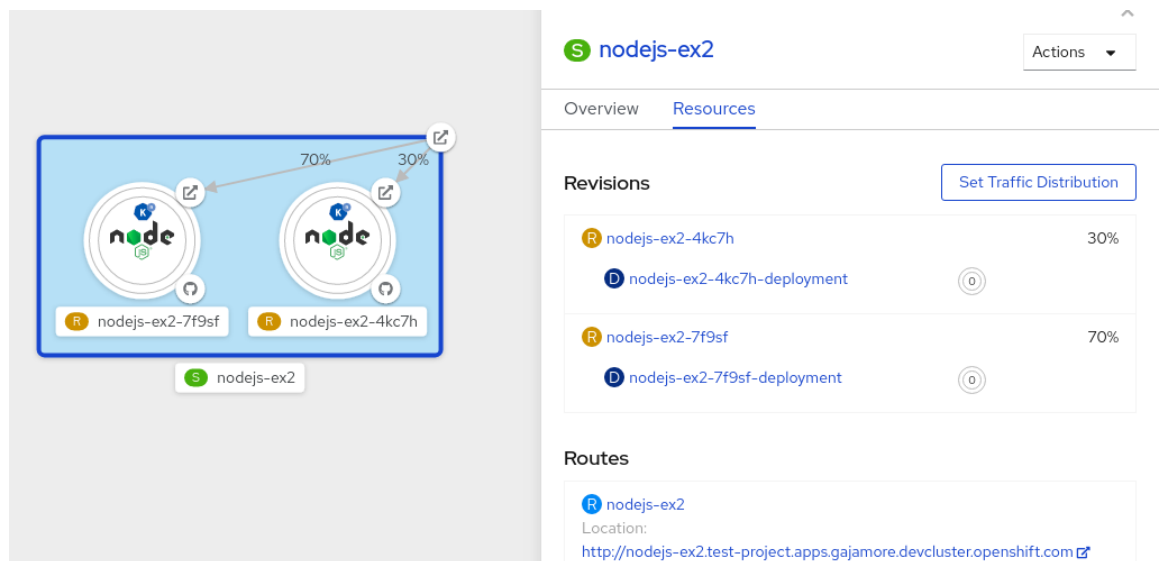 70%
30%
K
node
JS
K
node
JS
R nodejs-ex2-7f9sf
R nodejs-ex2-4kc7h
S nodejs-ex2
S nodejs-ex2
Actions
Overview
Resources
Revisions
Set Traffic Distribution
R nodejs-ex2-4kc7h
30%
D nodejs-ex2-4kc7h-deployment
0
R nodejs-ex2-7f9sf
70%
D nodejs-ex2-7f9sf-deployment
0
Routes
R nodejs-ex2
Location:
http://nodejs-ex2.test-project.apps.gajamore.devcluster.openshift.com